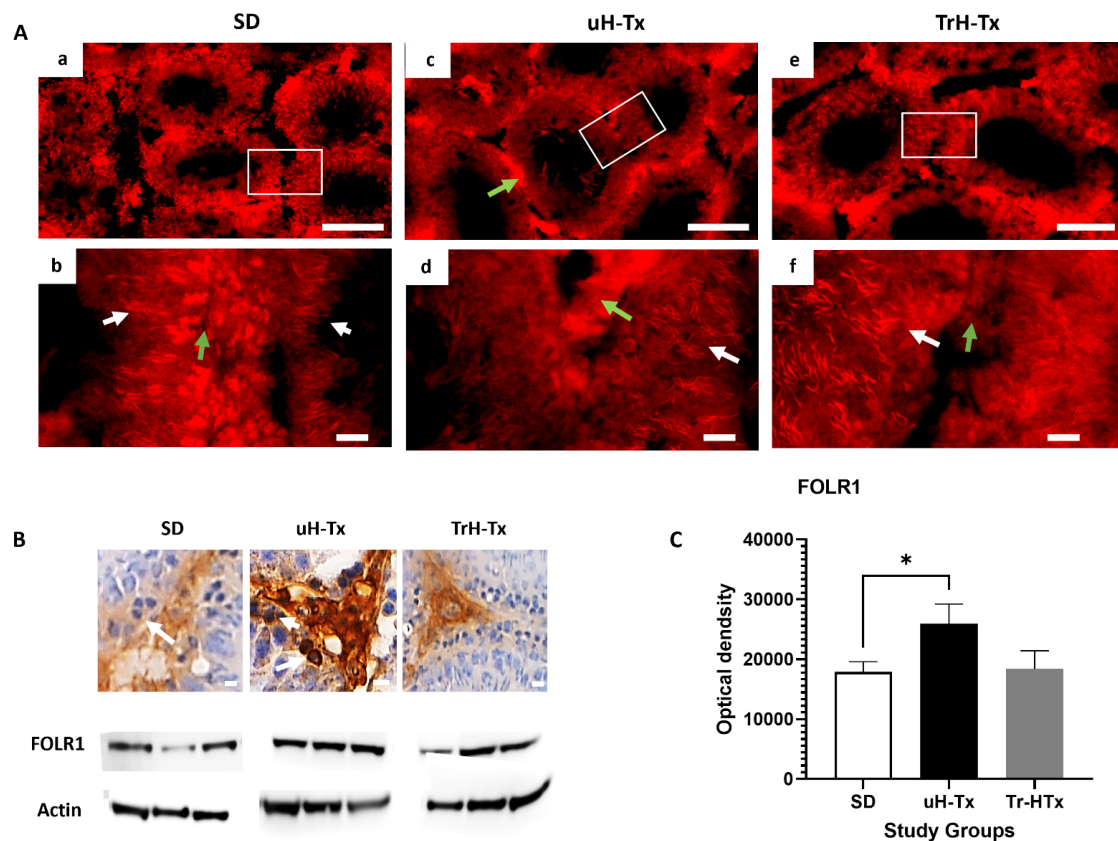 SD uH-Tx TrH-Tx
A
a c e
b d f
B
SD uH-Tx TrH-Tx
FOLR1
Actin
FOLR1
C
40000
30000
20000
10000
0
*
Optical dendsity
SD uH-Tx Tr-HTx
Study Groups